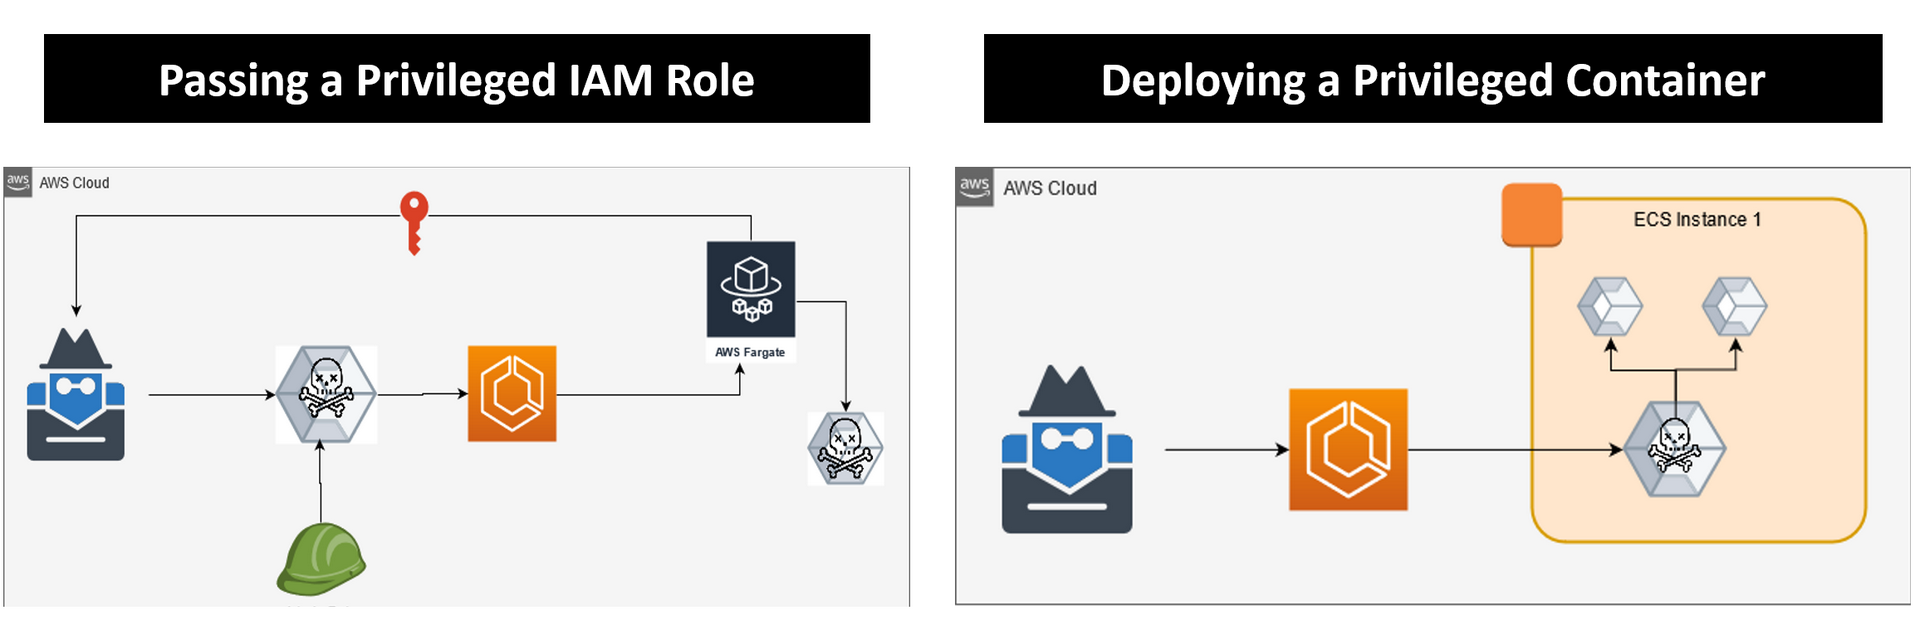 Passing a Privileged IAM Role
Deploying a Privileged Container
aws
AWS Cloud
AWS Fargate
aws
AWS Cloud
ECS Instance 1